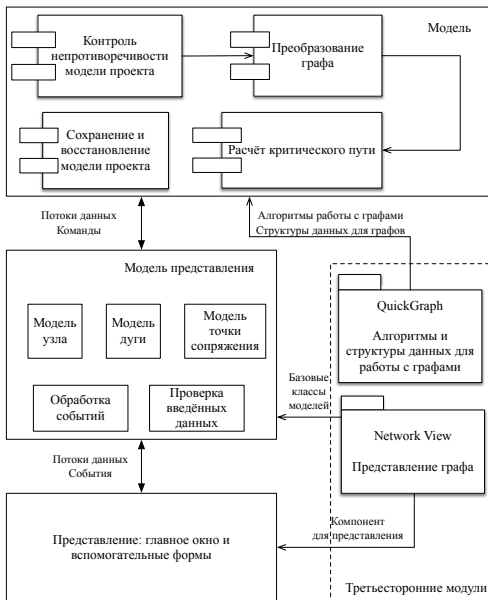 Модель
Контроль
непротиворечивости
модели проекта
Преобразование
графа
Сохранение и
восстановление
модели проекта
Расчёт критического пути
Потоки данных
Команды
Алгоритмы работы с графами
Структуры данных для графов
Модель представления
Модель
узла
Модель
дуги
Модель
точки
сопряжения
Обработка
событий
Проверка
введённых
данных
QuickGraph
Алгоритмы и
структуры данных для
работы с графами
Базовые
классы
моделей
Network View
Представление графа
Потоки данных
События
Представление: главное окно и
вспомогательные формы
Компонент
для представления
Третьесторонние модули